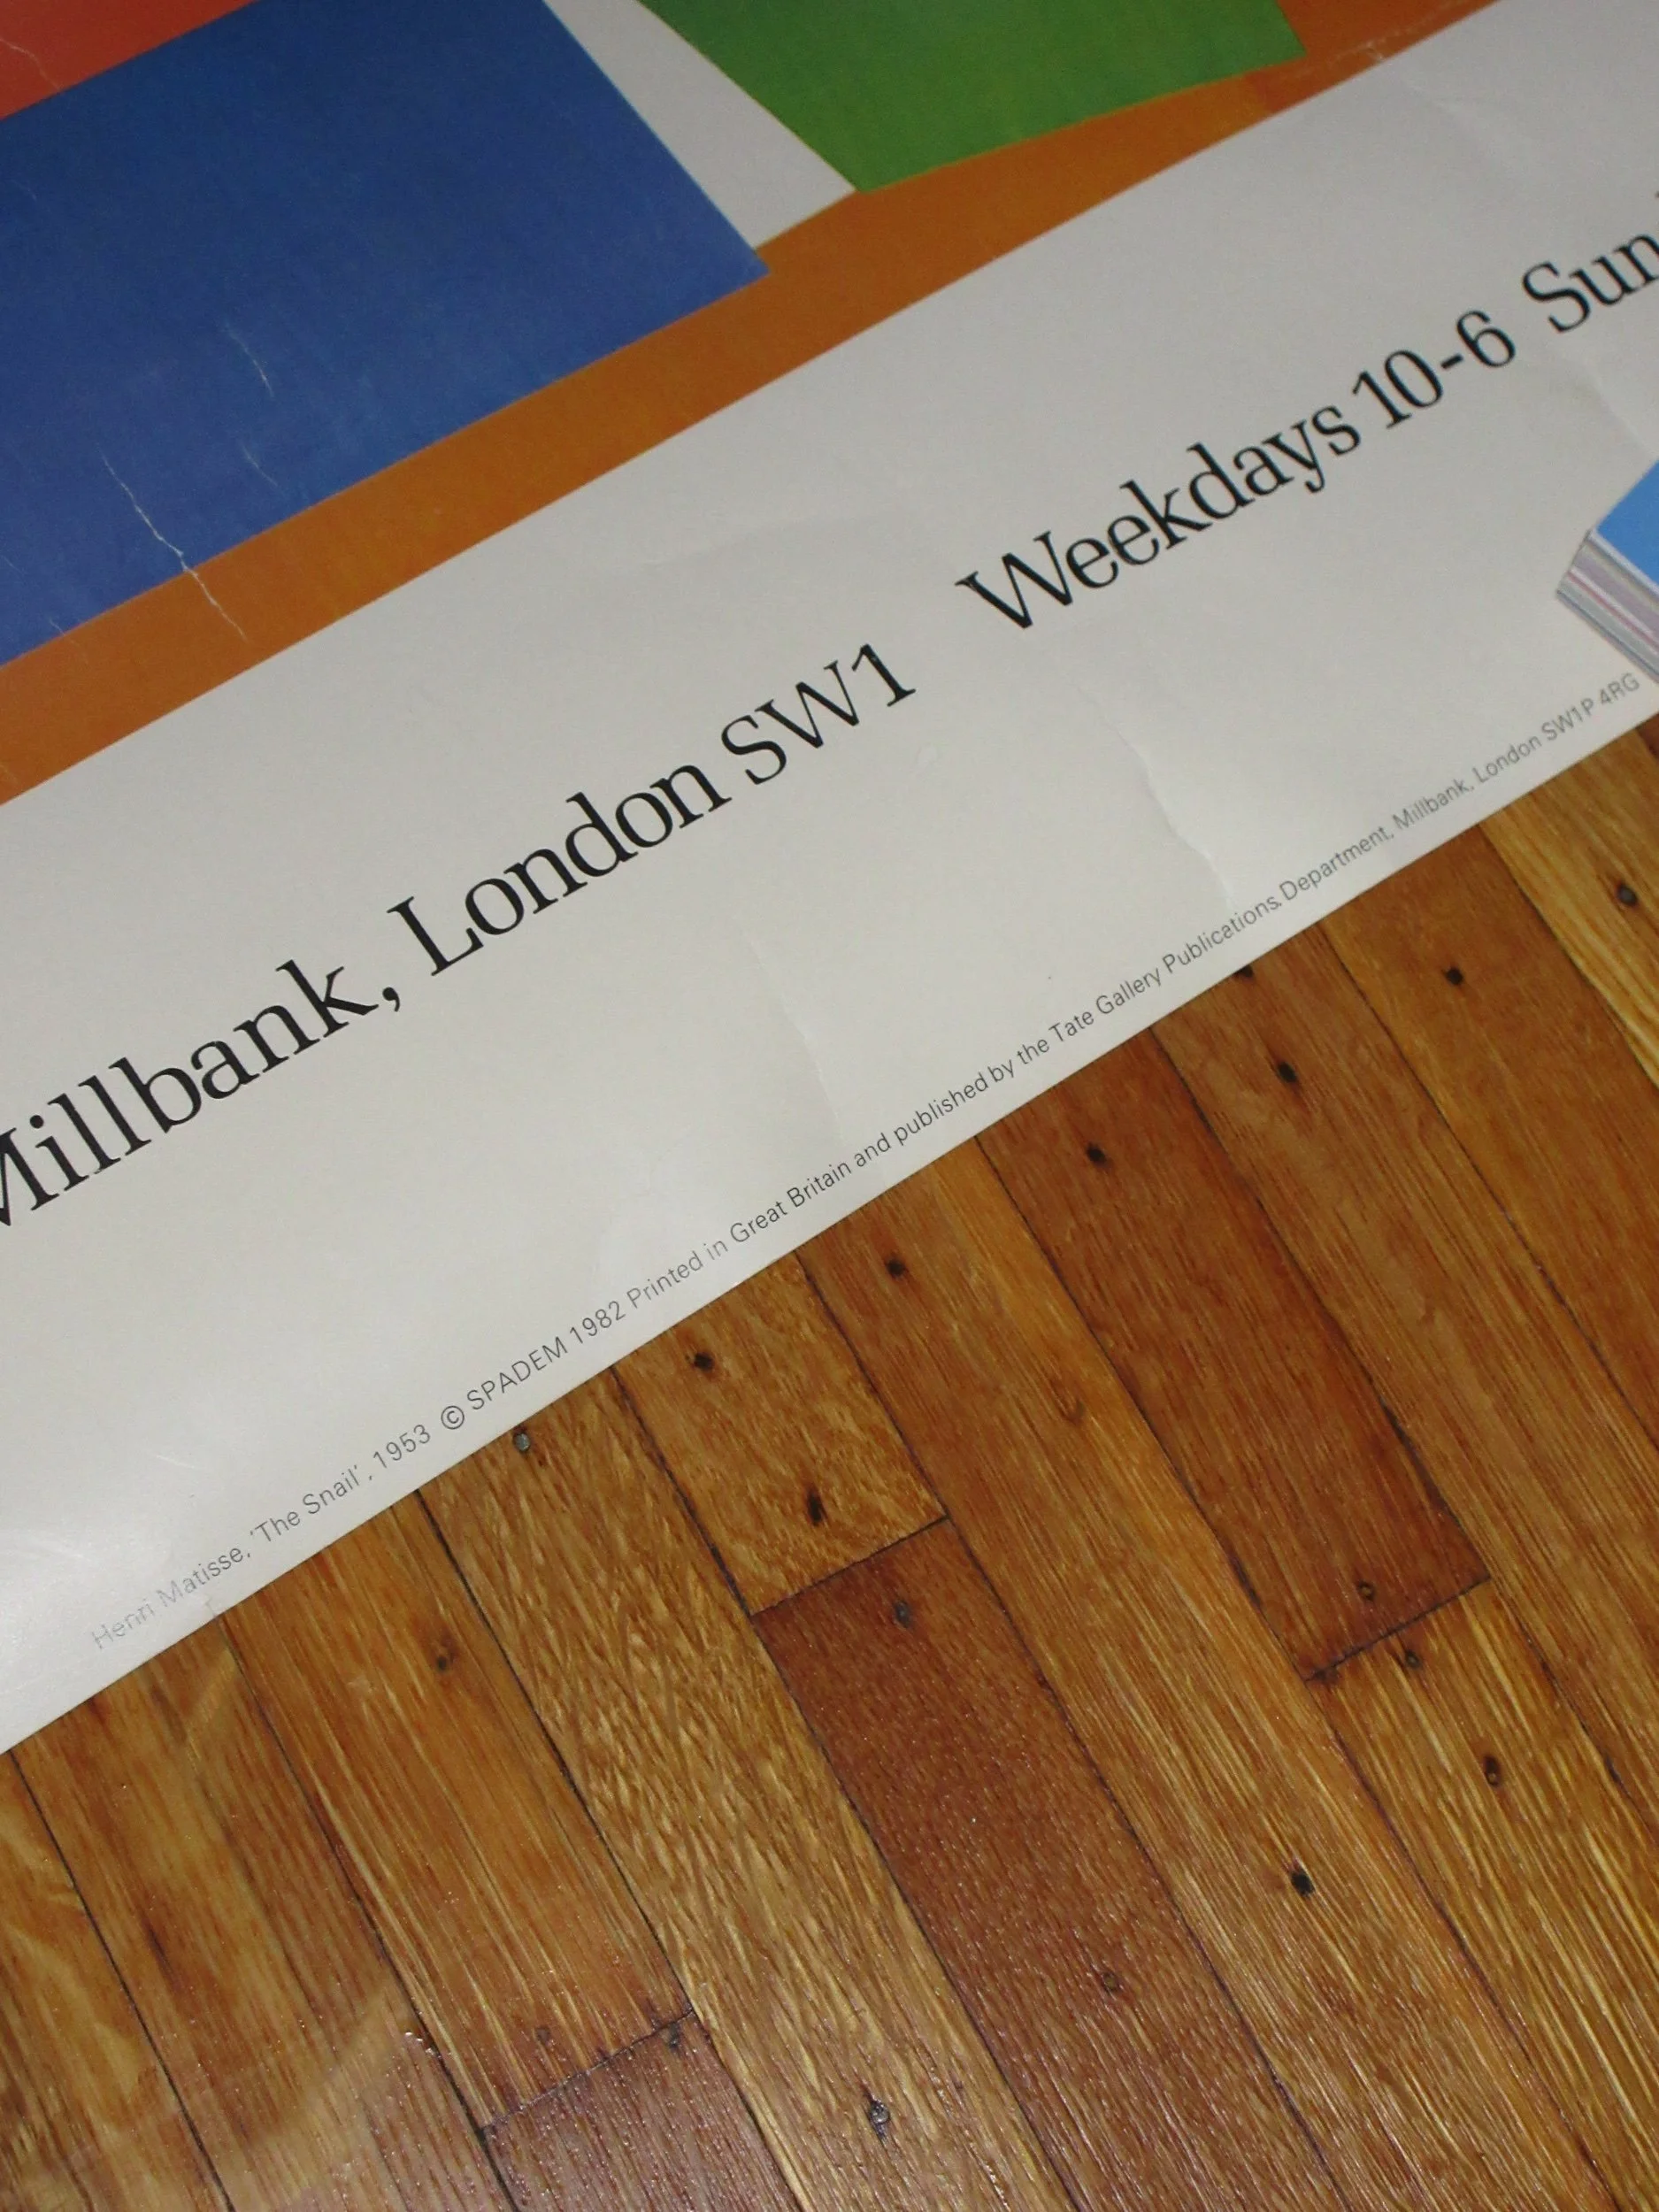 Millbank, London SW1 Weekdays 10-6
Henri Matisse, 'The Snail', 1953 © SPADEM 1982 Printed in Great Britain and published by the Tate Gallery Publications Department, Millbank, London SW1P 4RG